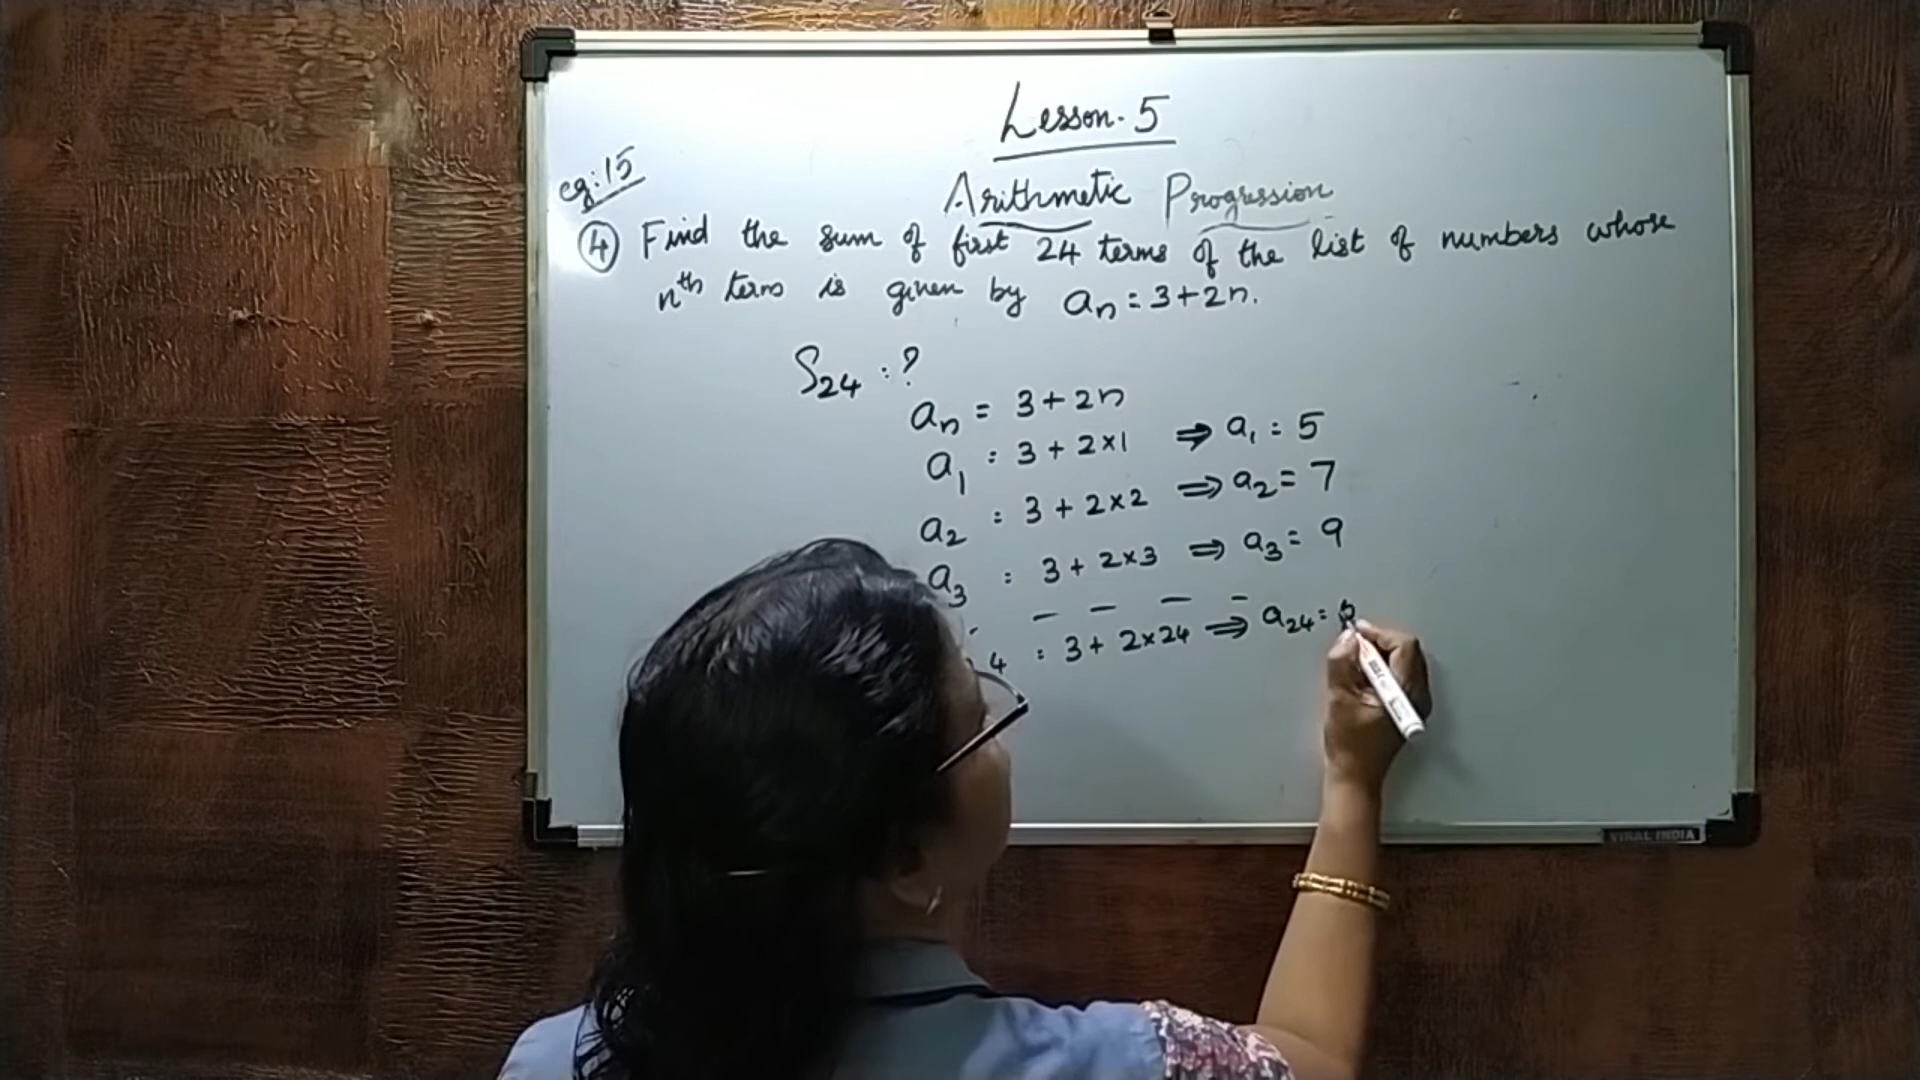 Lesson. 5
eg:15
Arithmetic Progression
④ Find the sum of first 24 terms of the list of numbers whose
nᵗʰ term is given by aₙ = 3+2n.
S₂₄ : ?
aₙ = 3+2n
a₁ : 3+2×1 ⇒ a₁ : 5
a₂ : 3+2×2 ⇒ a₂ = 7
a₃ : 3+2×3 ⇒ a₃ = 9
- - - - -
4 : 3+2×24 ⇒ a₂₄ :
VIRAL INDIA